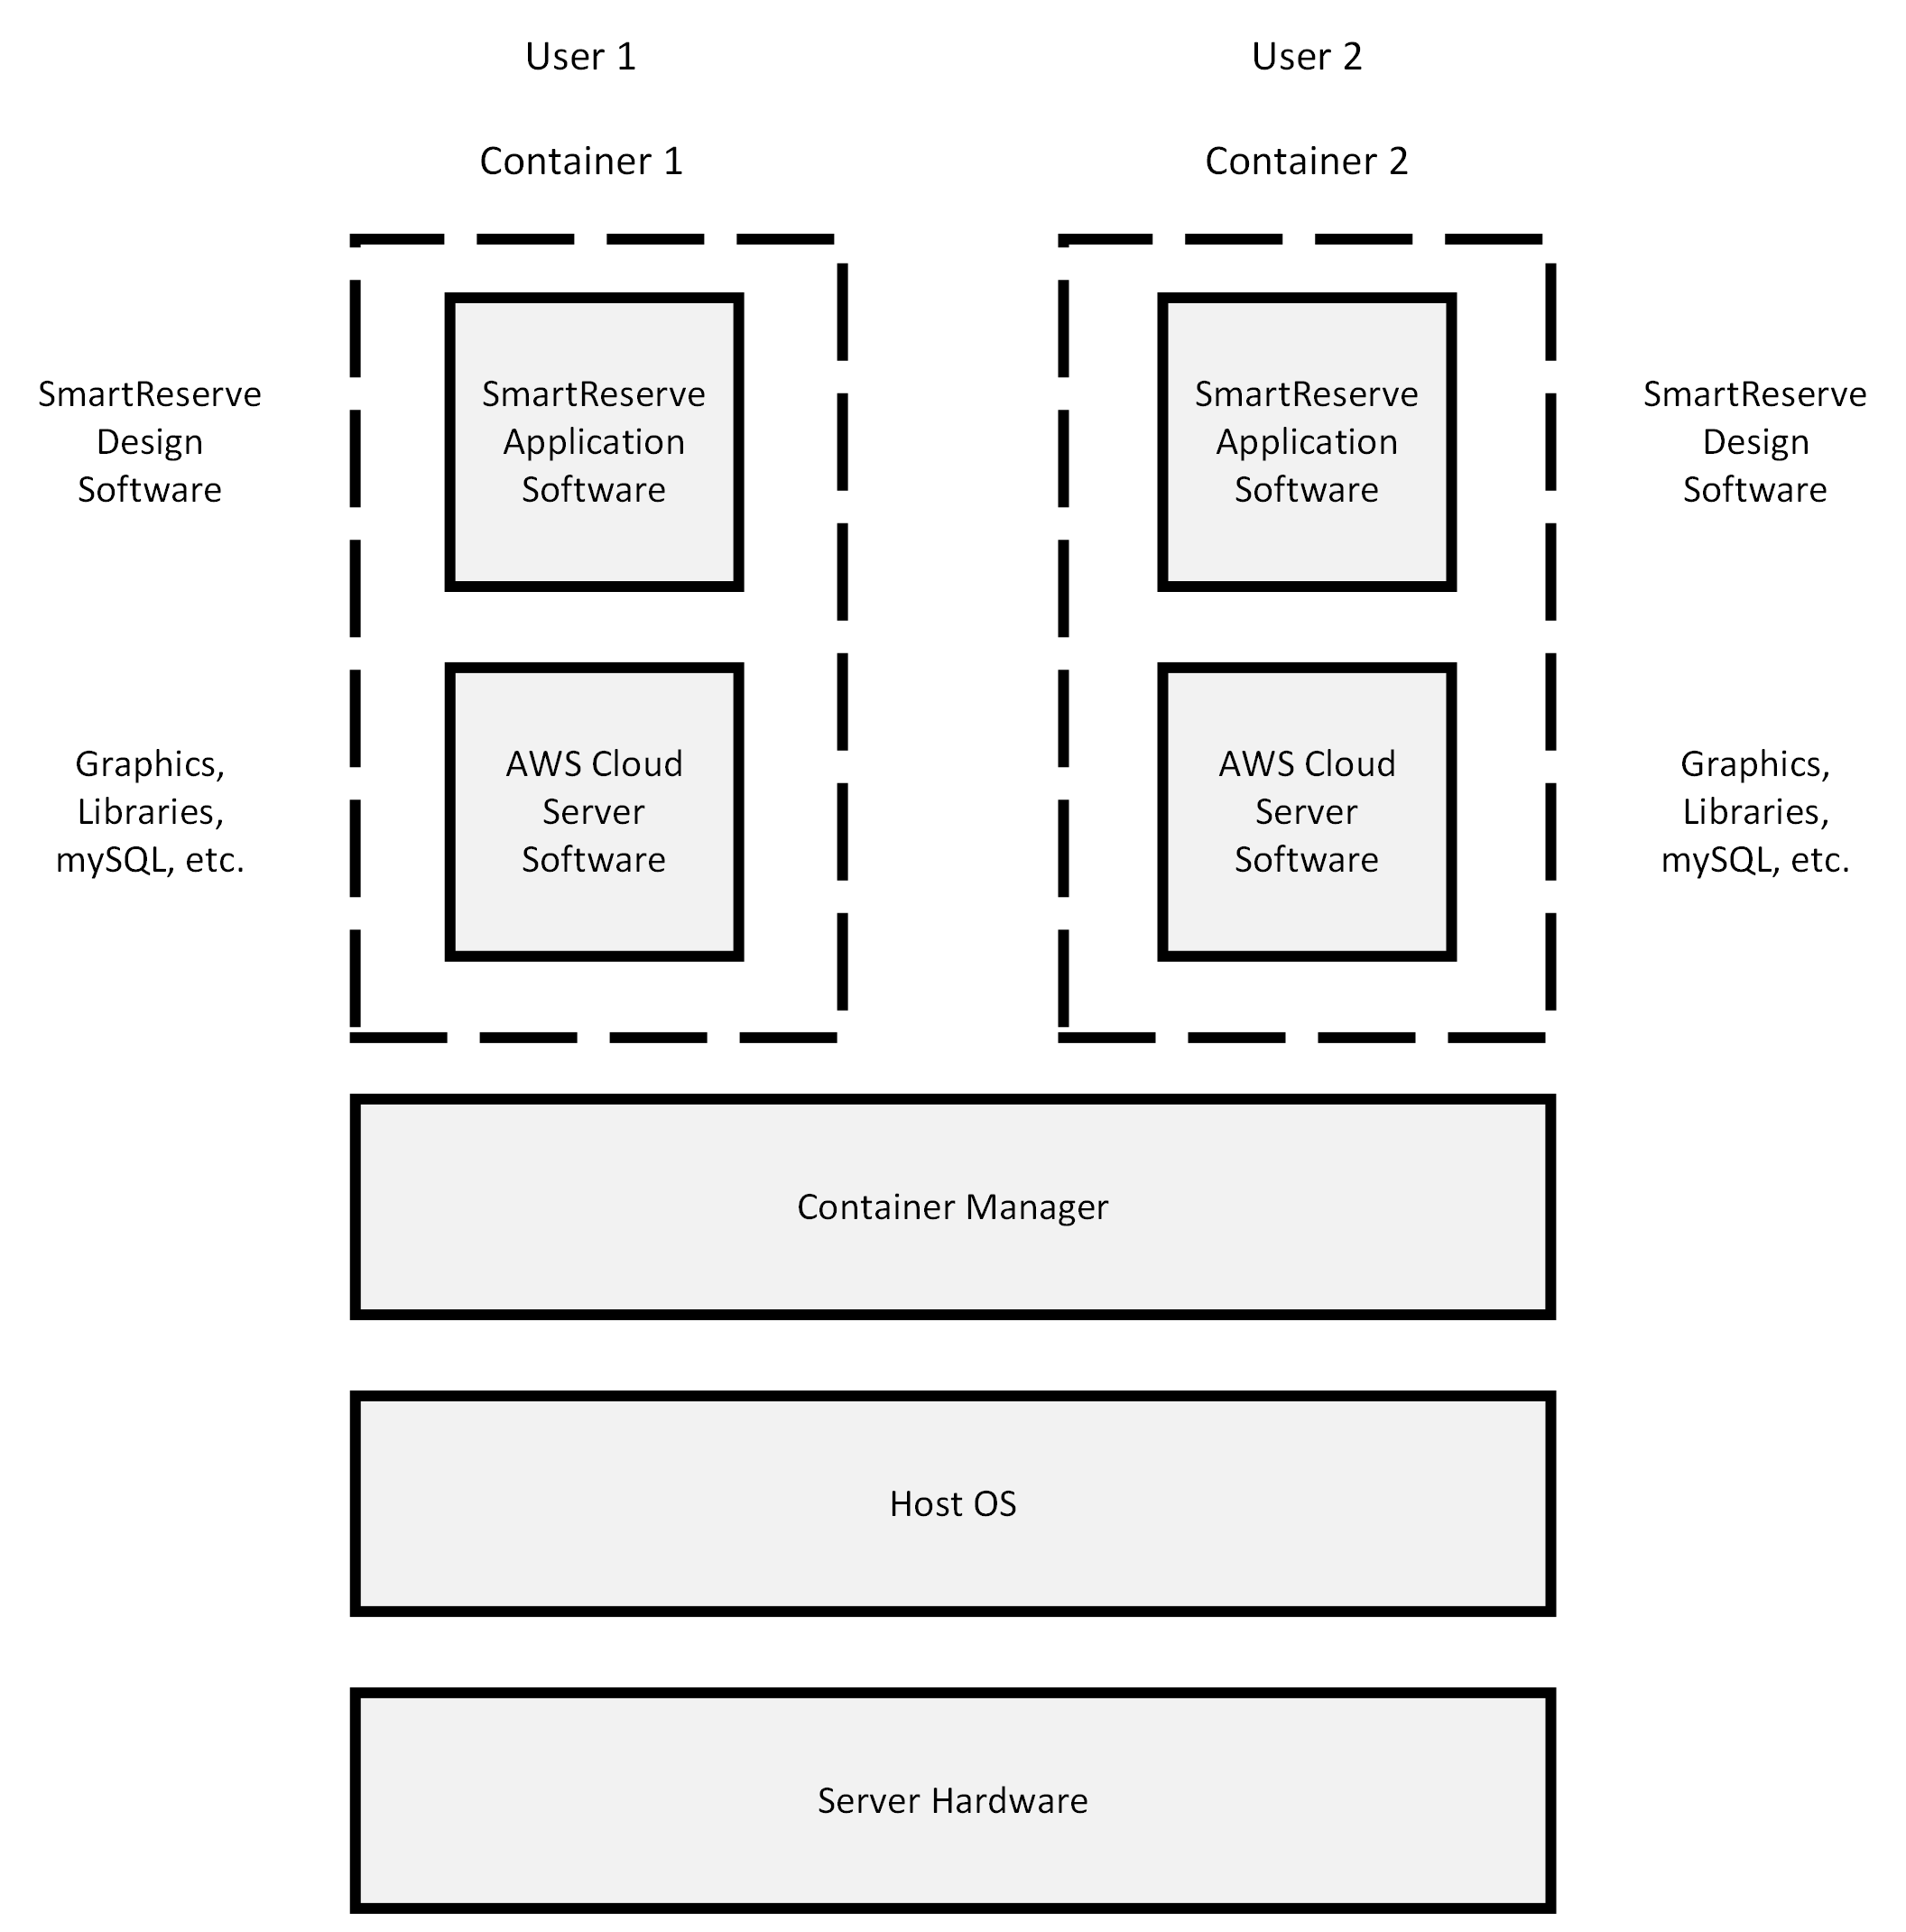 User 1
User 2
Container 1
Container 2
SmartReserve
Design
Software
SmartReserve
Application
Software
SmartReserve
Application
Software
SmartReserve
Design
Software
Graphics,
Libraries,
mySQL, etc.
AWS Cloud
Server
Software
AWS Cloud
Server
Software
Graphics,
Libraries,
mySQL, etc.
Container Manager
Host OS
Server Hardware